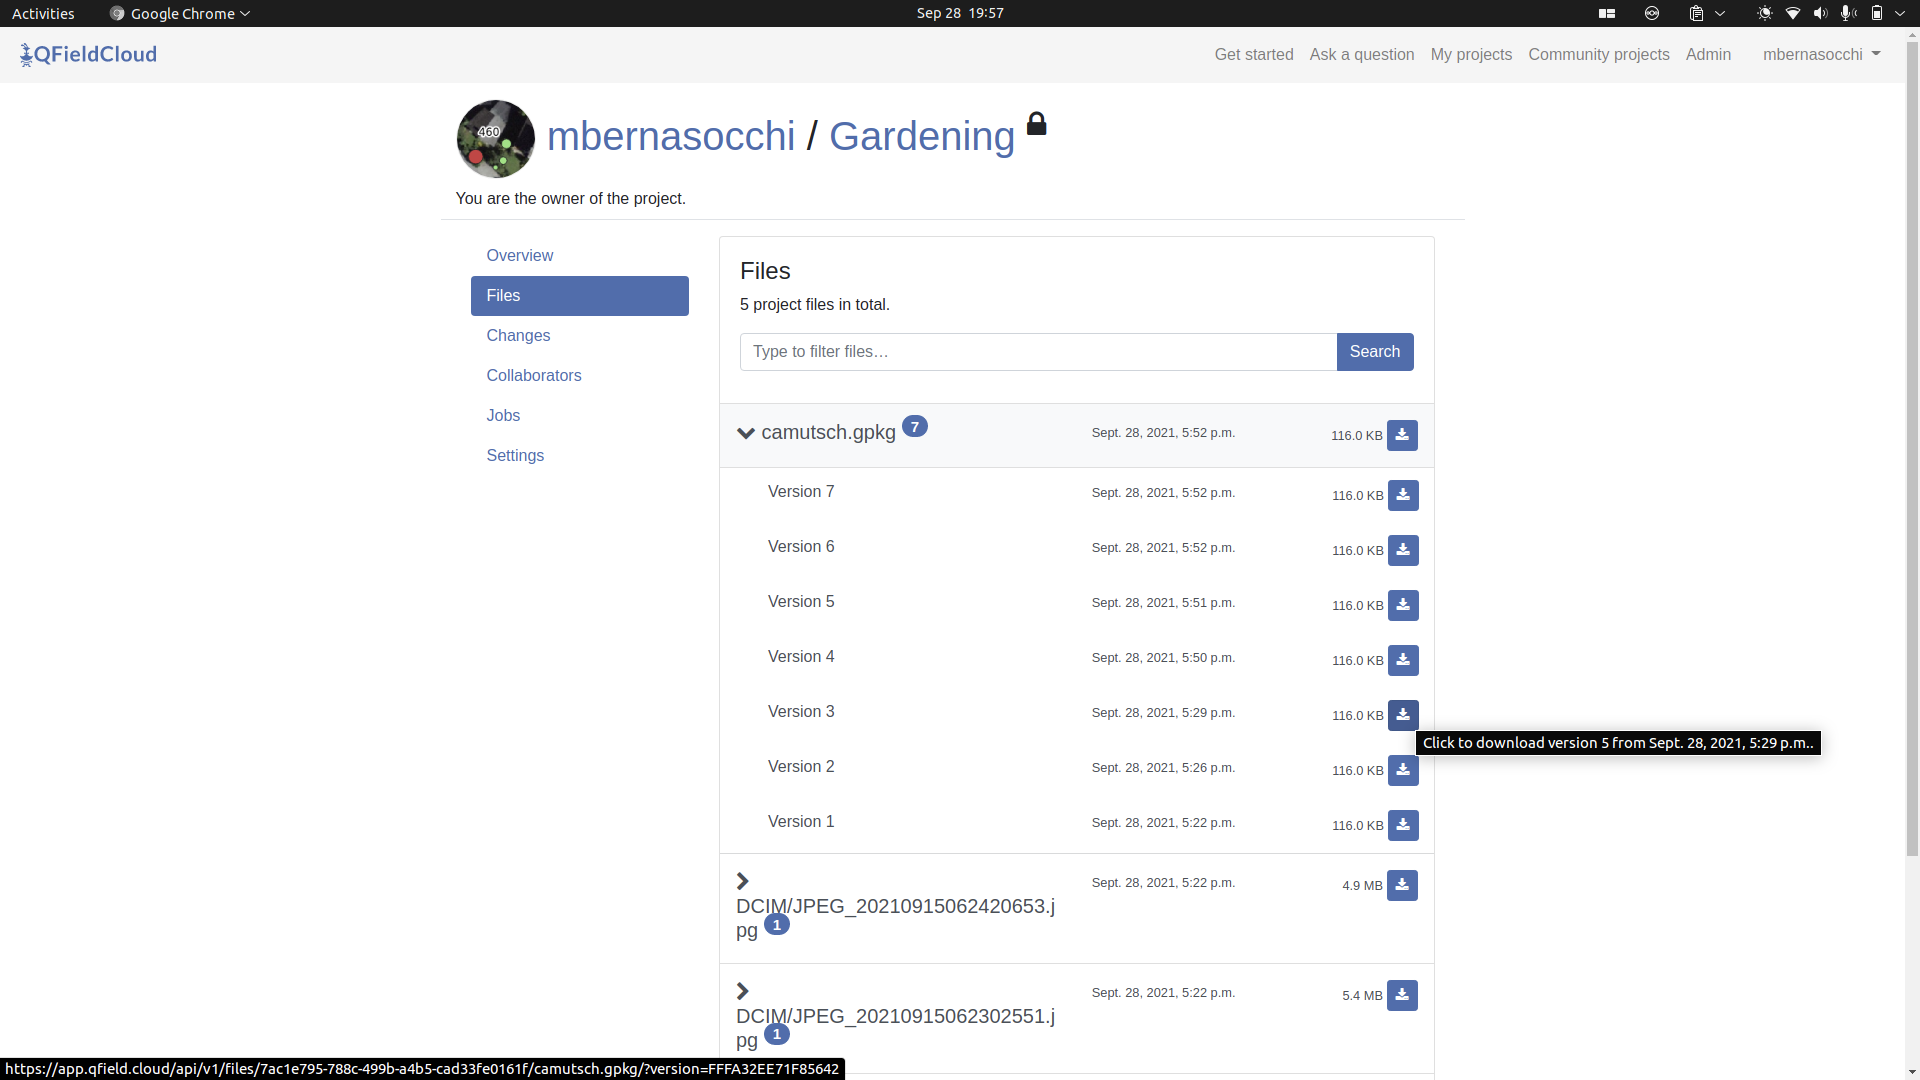 Activities Google Chrome Sep 28 19:57
QFieldCloud Get started Ask a question My projects Community projects Admin mbernasocchi
460
mbernasocchi / Gardening
You are the owner of the project.
Overview
Files
Changes
Collaborators
Jobs
Settings
Files
5 project files in total.
Type to filter files… Search
camutsch.gpkg 7 Sept. 28, 2021, 5:52 p.m. 116.0 KB
Version 7 Sept. 28, 2021, 5:52 p.m. 116.0 KB
Version 6 Sept. 28, 2021, 5:52 p.m. 116.0 KB
Version 5 Sept. 28, 2021, 5:51 p.m. 116.0 KB
Version 4 Sept. 28, 2021, 5:50 p.m. 116.0 KB
Version 3 Sept. 28, 2021, 5:29 p.m. 116.0 KB
Click to download version 5 from Sept. 28, 2021, 5:29 p.m..
Version 2 Sept. 28, 2021, 5:26 p.m. 116.0 KB
Version 1 Sept. 28, 2021, 5:22 p.m. 116.0 KB
Sept. 28, 2021, 5:22 p.m. 4.9 MB
DCIM/JPEG_20210915062420653.j
pg 1
Sept. 28, 2021, 5:22 p.m. 5.4 MB
DCIM/JPEG_20210915062302551.j
pg 1
https://app.qfield.cloud/api/v1/files/7ac1e795-788c-499b-a4b5-cad33fe0161f/camutsch.gpkg/?version=FFFA32EE71F85642